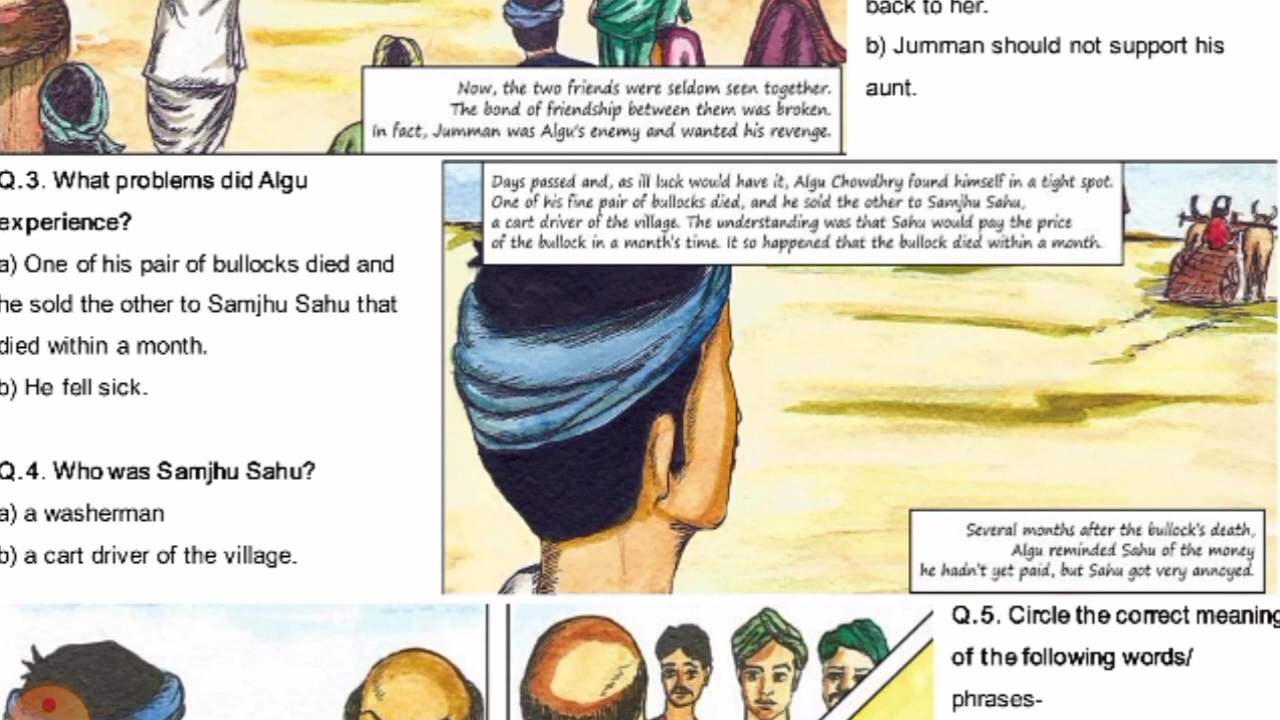 back to her.
b) Jumman should not support his
aunt.
Now, the two friends were seldom seen together.
The bond of friendship between them was broken.
In fact, Jumman was Algu's enemy and wanted his revenge.
Q.3. What problems did Algu
experience?
a) One of his pair of bullocks died and
he sold the other to Samjhu Sahu that
died within a month.
b) He fell sick.
Q.4. Who was Samjhu Sahu?
a) a washerman
b) a cart driver of the village.
Days passed and, as ill luck would have it, Algu Chowdhry found himself in a tight spot.
One of his fine pair of bullocks died, and he sold the other to Samjhu Sahu,
a cart driver of the village. The understanding was that Sahu would pay the price
of the bullock in a month's time. It so happened that the bullock died within a month.
Several months after the bullock's death,
Algu reminded Sahu of the money
he hadn't yet paid, but Sahu got very annoyed.
Q.5. Circle the correct meaning
of the following words/
phrases-